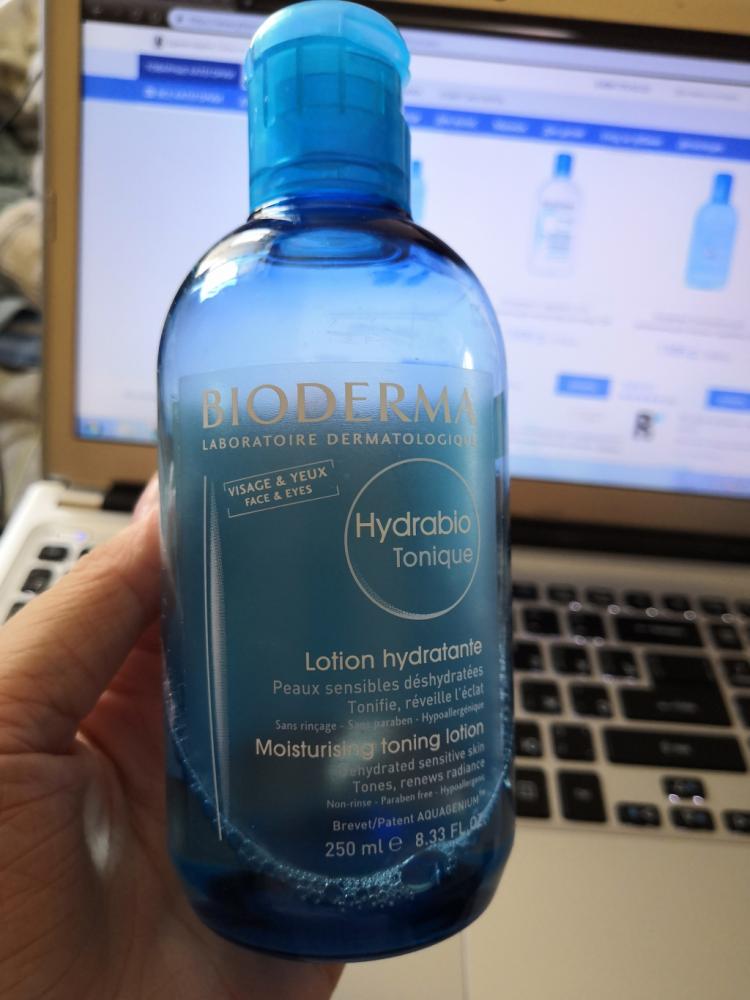 BIODERMA
LABORATOIRE DERMATOLOGIQUE
VISAGE & YEUX
FACE & EYES
Hydrabio
Tonique
Lotion hydratante
Peaux sensibles déshydratées
Tonifie, réveille l'éclat
Sans rinçage - Sans paraben - Hypoallergénique
Moisturising toning lotion
Dehydrated sensitive skin
Tones, renews radiance
Non-rinse - Paraben free - Hypoallergenic
Brevet/Patent AQUAGENIUM™
250 ml ℮ 8.33 FL.OZ.